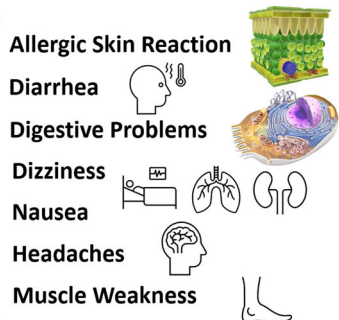 Allergic Skin Reaction
Diarrhea
Digestive Problems
Dizziness
Nausea
Headaches
Muscle Weakness